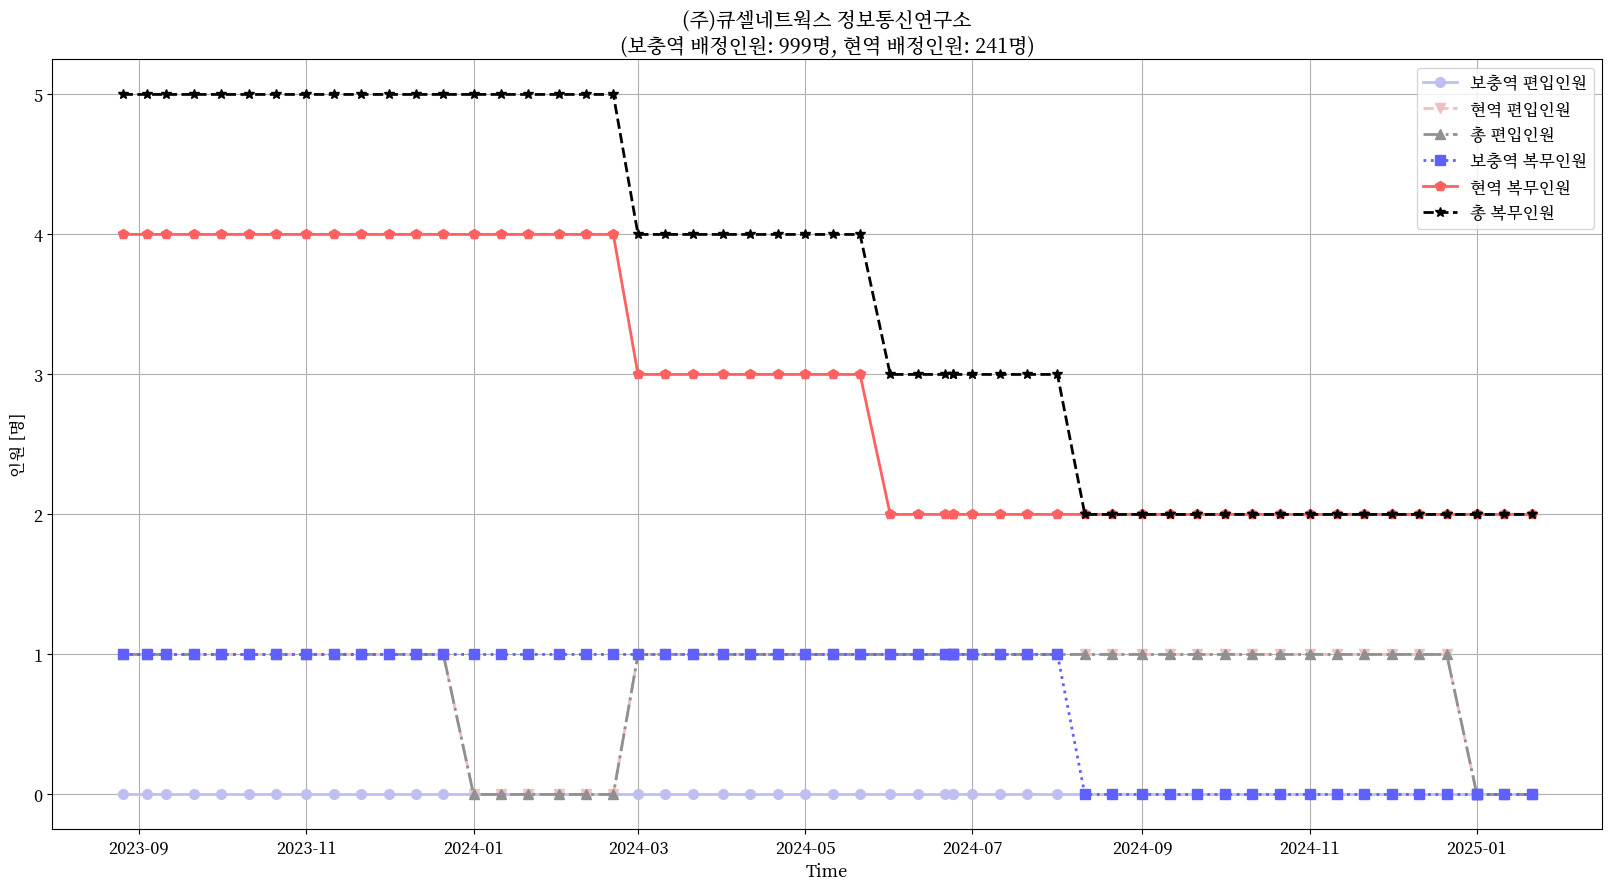 (주)큐셀네트웍스 정보통신연구소
(보충역 배정인원: 999명, 현역 배정인원: 241명)
보충역 편입인원
현역 편입인원
총 편입인원
보충역 복무인원
현역 복무인원
총 복무인원
인원 [명]
5
4
3
2
1
0
2023-09
2023-11
2024-01
2024-03
2024-05
2024-07
2024-09
2024-11
2025-01
Time